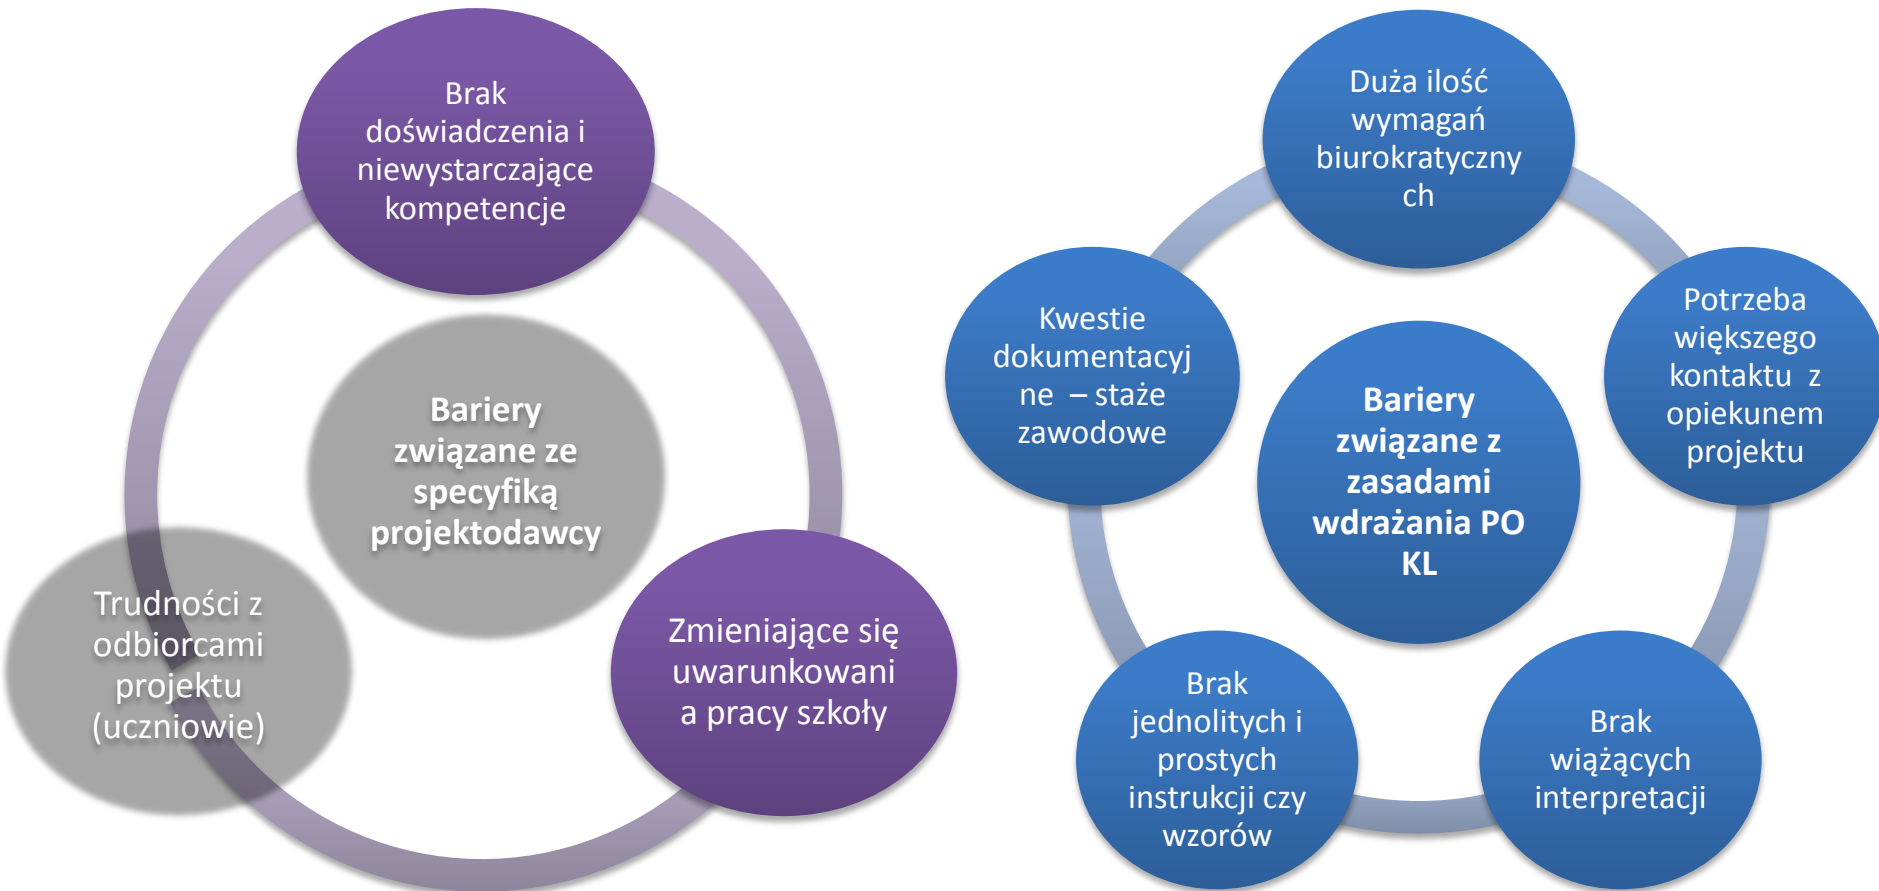 Brak
doświadczenia i
niewystarczające
kompetencje
Bariery
związane ze
specyfiką
projektodawcy
Zmieniające się
uwarunkowani
a pracy szkoły
Trudności z
odbiorcami
projektu
(uczniowie)
Duża ilość
wymagań
biurokratyczny
ch
Potrzeba
większego
kontaktu z
opiekunem
projektu
Bariery
związane z
zasadami
wdrażania PO
KL
Brak
wiążących
interpretacji
Brak
jednolitych i
prostych
instrukcji czy
wzorów
Kwestie
dokumentacyj
ne – staże
zawodowe